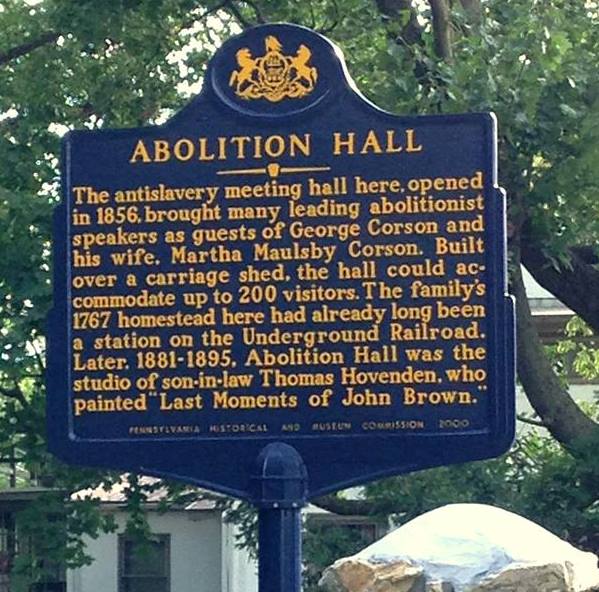 ABOLITION HALL
The antislavery meeting hall here, opened
in 1856, brought many leading abolitionist
speakers as guests of George Corson and
his wife, Martha Maulsby Corson. Built
over a carriage shed, the hall could ac-
commodate up to 200 visitors. The family's
1767 homestead here had already long been
a station on the Underground Railroad.
Later, 1881-1895, Abolition Hall was the
studio of son-in-law Thomas Hovenden, who
painted "Last Moments of John Brown."
PENNSYLVANIA HISTORICAL AND MUSEUM COMMISSION 2000